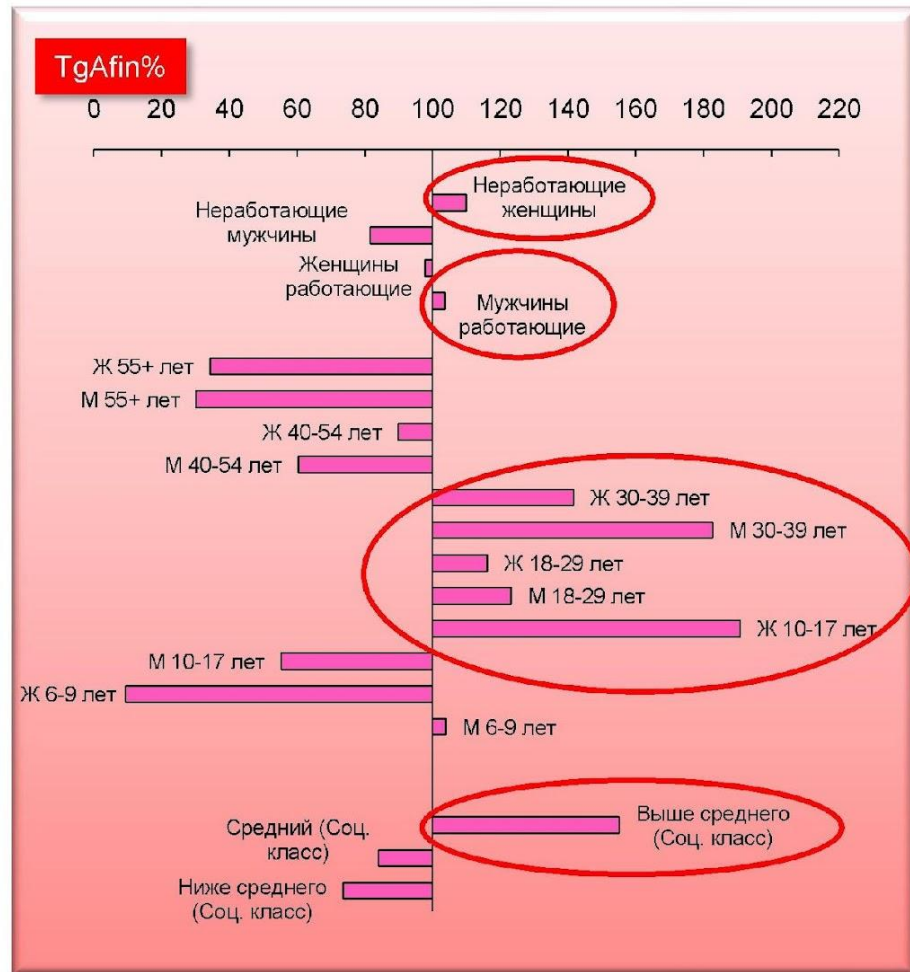 TgAfin%
0 20 40 60 80 100 120 140 160 180 200 220
Неработающие
женщины
Неработающие
мужчины
Женщины
работающие
Мужчины
работающие
Ж 55+ лет
М 55+ лет
Ж 40-54 лет
М 40-54 лет
Ж 30-39 лет
М 30-39 лет
Ж 18-29 лет
М 18-29 лет
Ж 10-17 лет
М 10-17 лет
Ж 6-9 лет
М 6-9 лет
Выше среднего
(Соц. класс)
Средний (Соц.
класс)
Ниже среднего
(Соц. класс)